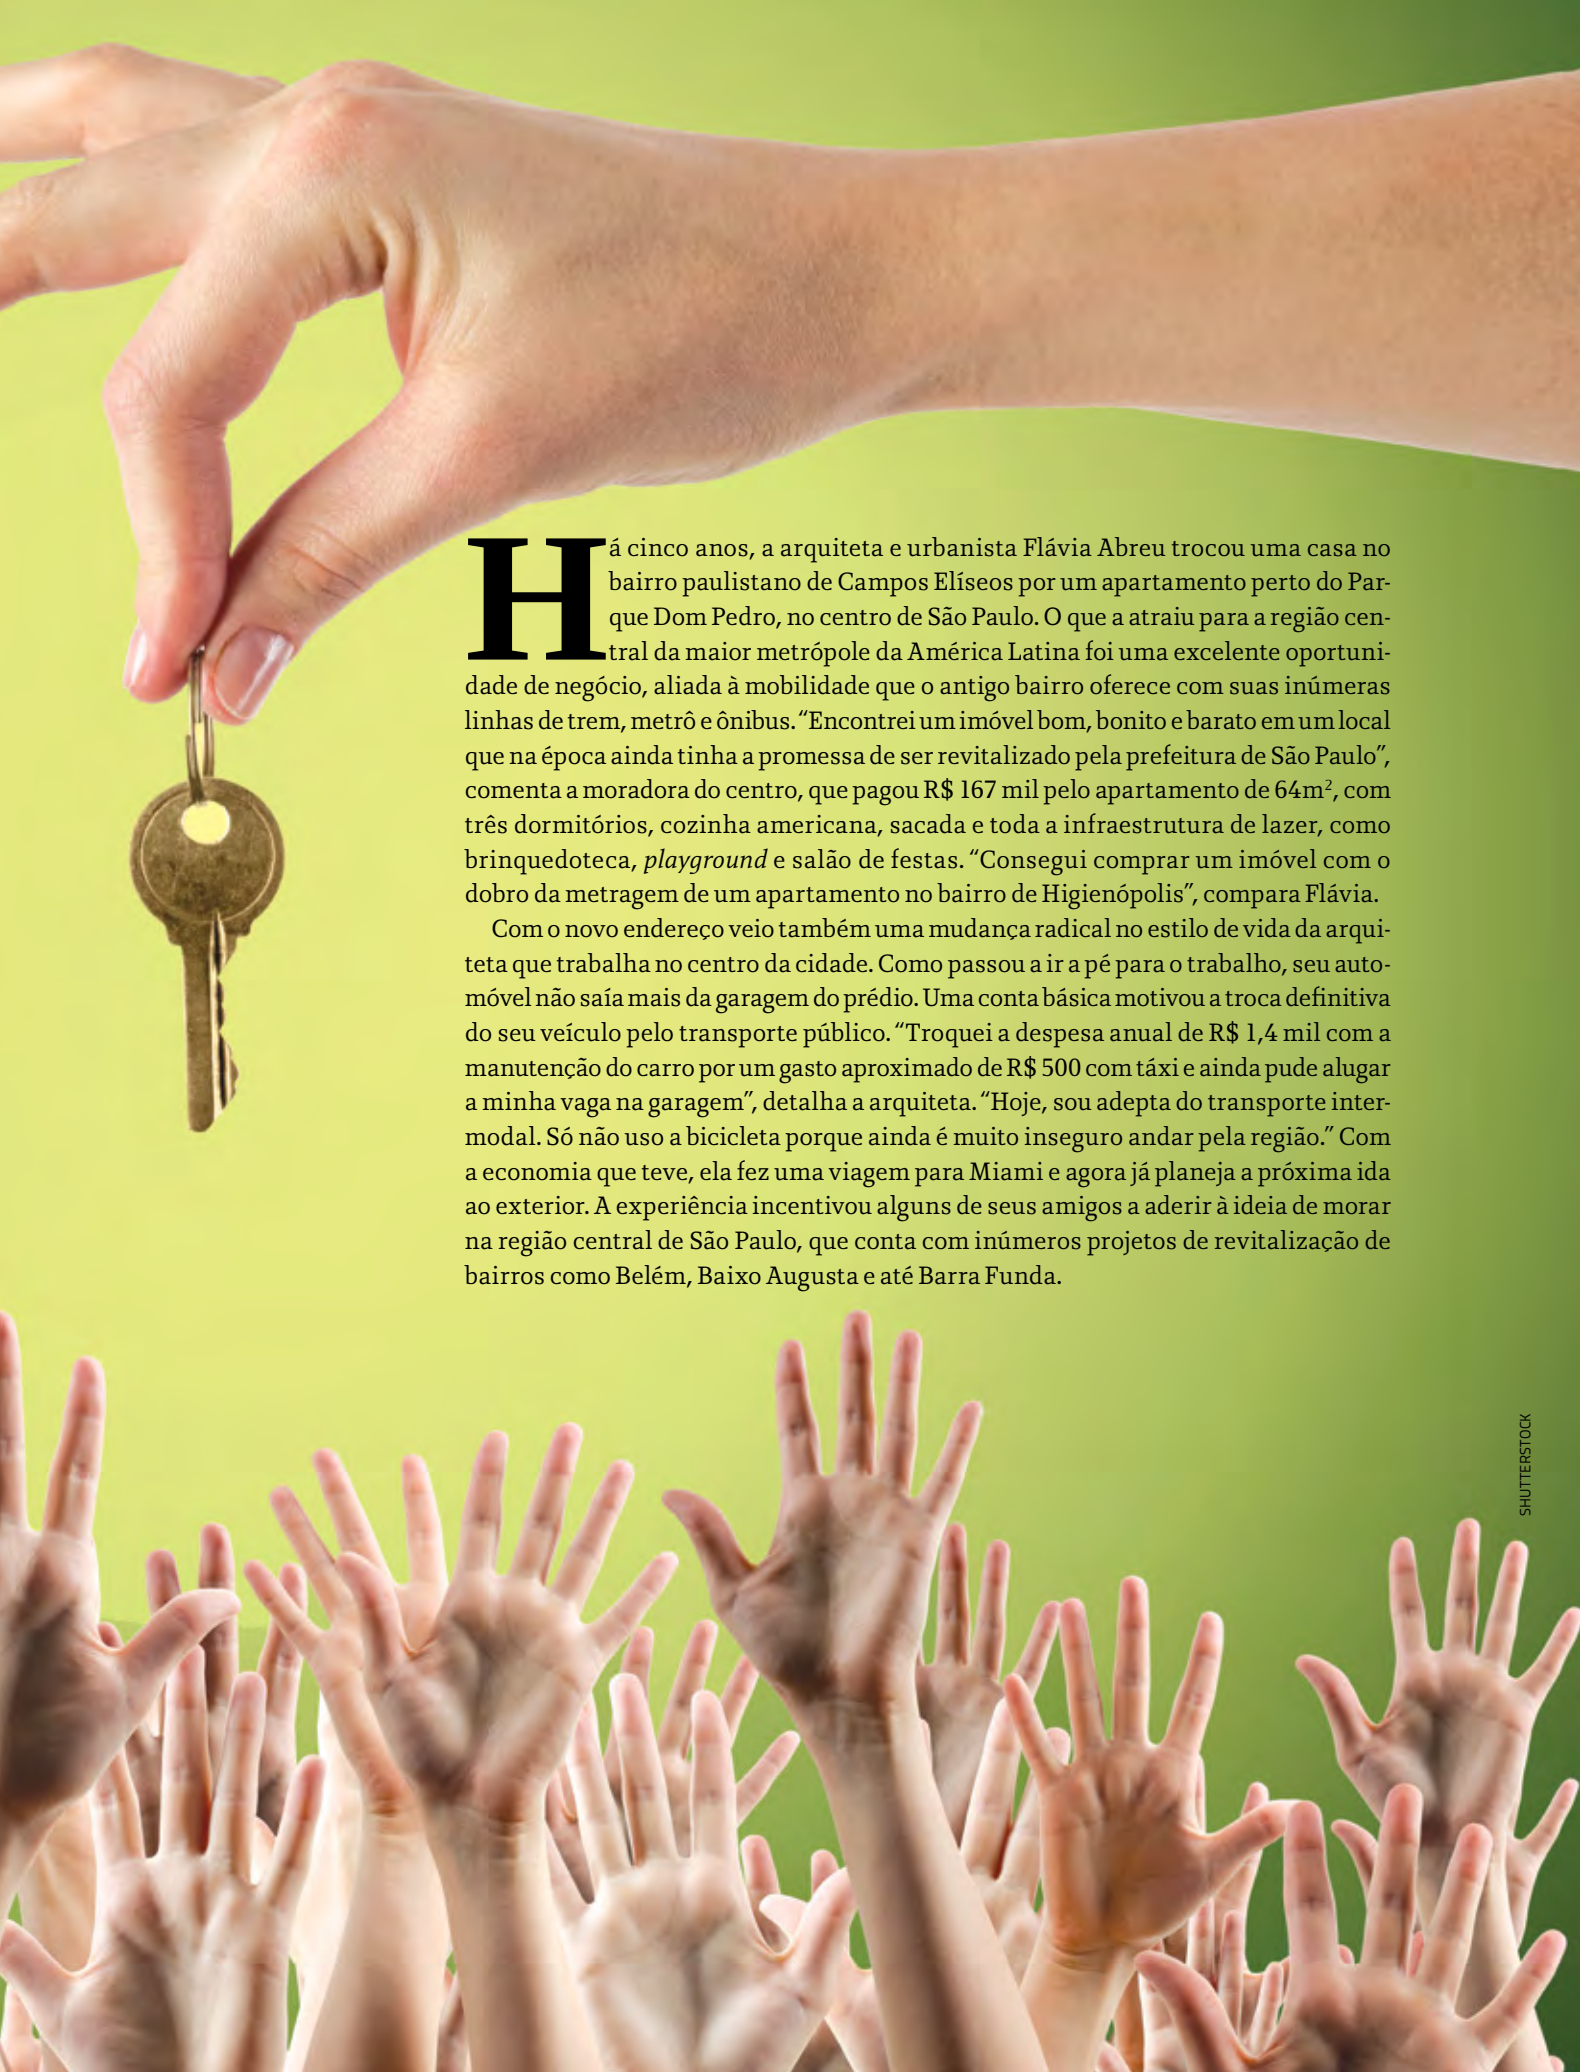 Há cinco anos, a arquiteta e urbanista Flávia Abreu trocou uma casa no
bairro paulistano de Campos Elíseos por um apartamento perto do Par-
que Dom Pedro, no centro de São Paulo. O que a atraiu para a região cen-
tral da maior metrópole da América Latina foi uma excelente oportuni-
dade de negócio, aliada à mobilidade que o antigo bairro oferece com suas inúmeras
linhas de trem, metrô e ônibus. “Encontrei um imóvel bom, bonito e barato em um local
que na época ainda tinha a promessa de ser revitalizado pela prefeitura de São Paulo”,
comenta a moradora do centro, que pagou R$ 167 mil pelo apartamento de 64m², com
três dormitórios, cozinha americana, sacada e toda a infraestrutura de lazer, como
brinquedoteca, playground e salão de festas. “Consegui comprar um imóvel com o
dobro da metragem de um apartamento no bairro de Higienópolis”, compara Flávia.
Com o novo endereço veio também uma mudança radical no estilo de vida da arqui-
teta que trabalha no centro da cidade. Como passou a ir a pé para o trabalho, seu auto-
móvel não saía mais da garagem do prédio. Uma conta básica motivou a troca definitiva
do seu veículo pelo transporte público. “Troquei a despesa anual de R$ 1,4 mil com a
manutenção do carro por um gasto aproximado de R$ 500 com táxi e ainda pude alugar
a minha vaga na garagem”, detalha a arquiteta. “Hoje, sou adepta do transporte inter-
modal. Só não uso a bicicleta porque ainda é muito inseguro andar pela região.” Com
a economia que teve, ela fez uma viagem para Miami e agora já planeja a próxima ida
ao exterior. A experiência incentivou alguns de seus amigos a aderir à ideia de morar
na região central de São Paulo, que conta com inúmeros projetos de revitalização de
bairros como Belém, Baixo Augusta e até Barra Funda.
SHUTTERSTOCK